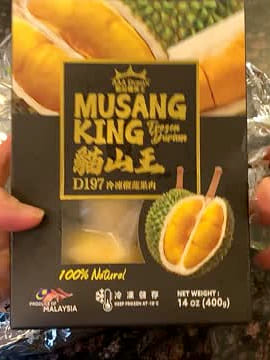 MUSANG
KING Frozen
Durian
貓山王
D197 冷凍榴蓮果肉
100% Natural
PRODUCT OF
MALAYSIA
冷凍儲存
KEEP FROZEN AT -18°C
NET WEIGHT:
14 oz (400g)